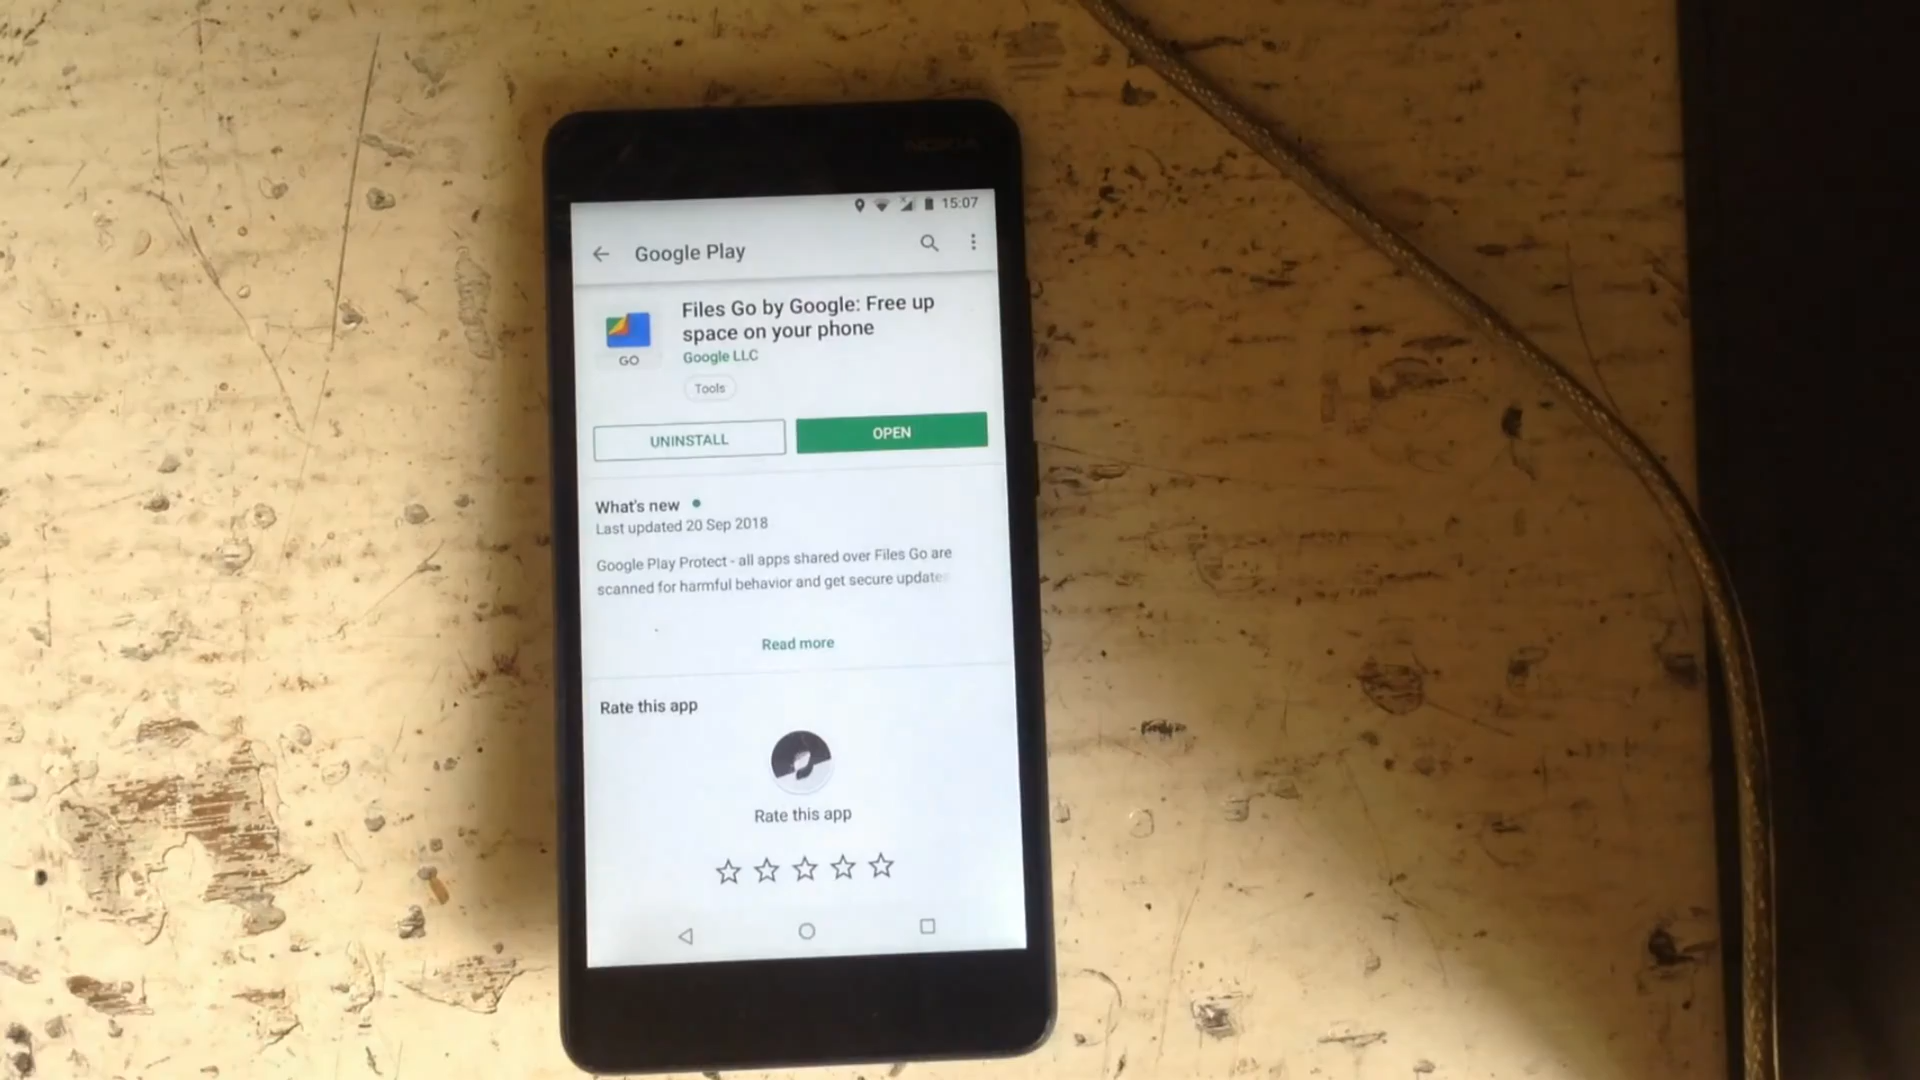 NOKIA
15:07
Google Play
Files Go by Google: Free up
space on your phone
GO
Google LLC
Tools
UNINSTALL
OPEN
What's new
Last updated 20 Sep 2018
Google Play Protect - all apps shared over Files Go are
scanned for harmful behavior and get secure updates
Read more
Rate this app
Rate this app